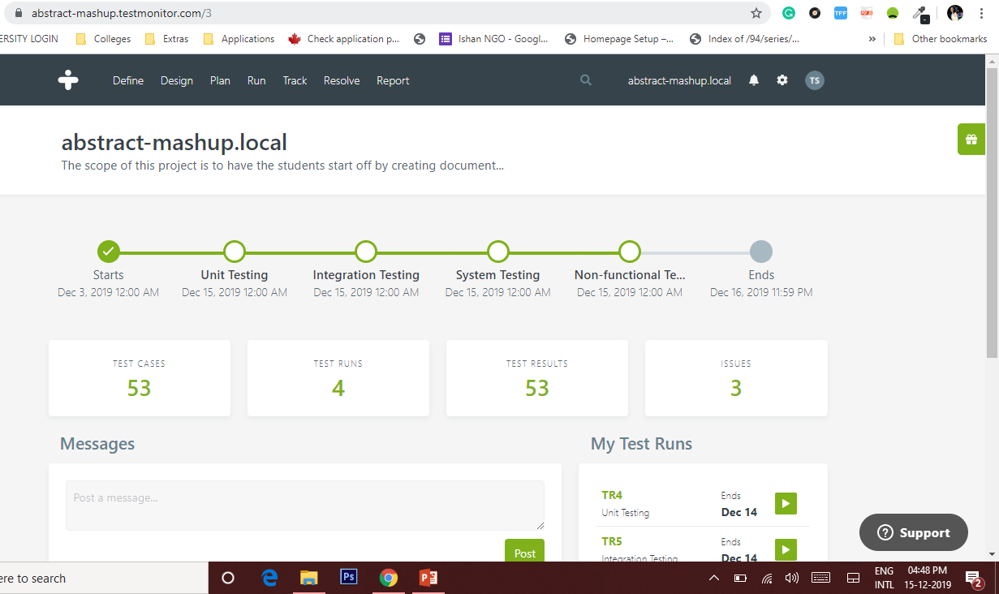 abstract-mashup.testmonitor.com/3
TFF
ERSITY LOGIN Colleges Extras Applications Check application p... Ishan NGO - Googl... Homepage Setup –... Index of /94/series/... » Other bookmarks
Define Design Plan Run Track Resolve Report abstract-mashup.local TS
abstract-mashup.local
The scope of this project is to have the students start off by creating document...
Starts Unit Testing Integration Testing System Testing Non-functional Te... Ends
Dec 3, 2019 12:00 AM Dec 15, 2019 12:00 AM Dec 15, 2019 12:00 AM Dec 15, 2019 12:00 AM Dec 15, 2019 12:00 AM Dec 16, 2019 11:59 PM
TEST CASES TEST RUNS TEST RESULTS ISSUES
53 4 53 3
Messages My Test Runs
Post a message...
TR4 Ends
Unit Testing Dec 14
TR5 Ends
Integration Testing Dec 14
Post
Support
ere to search
Ps
ENG 04:48 PM
INTL 15-12-2019 2